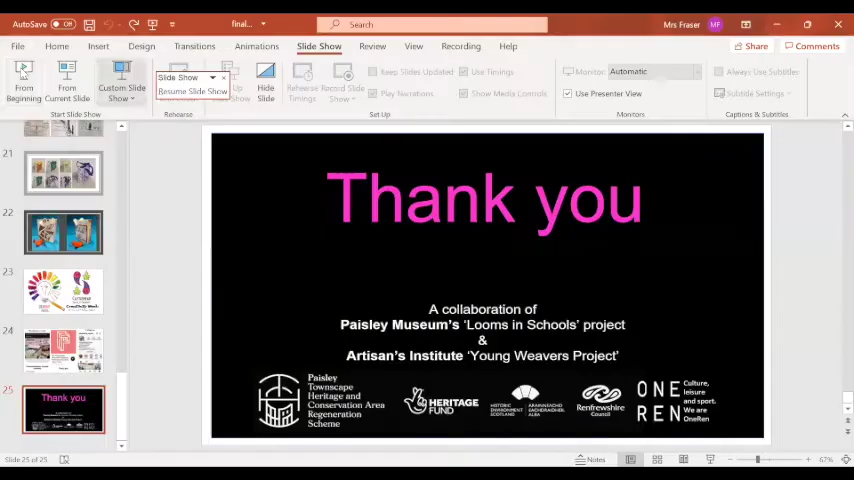 AutoSave Off final... Search Mrs Fraser MF
File Home Insert Design Transitions Animations Slide Show Review View Recording Help Share Comments
From Beginning
From Current Slide
Custom Slide Show
Slide Show
Resume Slide Show
Hide Slide
Rehearse Timings
Record Slide Show
Keep Slides Updated
Play Narrations
Use Timings
Show Media Controls
Monitor: Automatic
Use Presenter View
Always Use Subtitles
Subtitle Settings
Start Slide Show Rehearse Set Up Monitors Captions & Subtitles
21
22
23
24
25
Thank you
Thank you
A collaboration of
Paisley Museum's 'Looms in Schools' project
&
Artisan's Institute 'Young Weavers Project'
Paisley
Townscape
Heritage and
Conservation Area
Regeneration
Scheme
HERITAGE
FUND
HISTORIC
ENVIRONMENT
SCOTLAND
ÀRAINNEACHD
EACHDRAIDHEIL
ALBA
Renfrewshire
Council
ONE
REN
Culture,
leisure
and sport.
We are
OneRen
Slide 25 of 25 Notes 67%